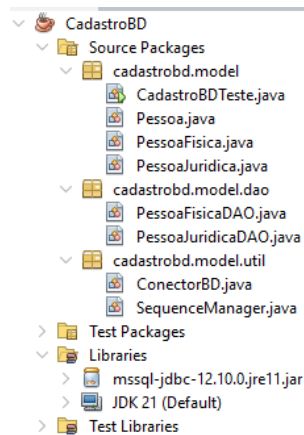 CadastroBD
Source Packages
cadastrobd.model
CadastroBDTeste.java
Pessoa.java
PessoaFisica.java
PessoaJuridica.java
cadastrobd.model.dao
PessoaFisicaDAO.java
PessoaJuridicaDAO.java
cadastrobd.model.util
ConectorBD.java
SequenceManager.java
Test Packages
Libraries
mssql-jdbc-12.10.0.jre11.jar
JDK 21 (Default)
Test Libraries